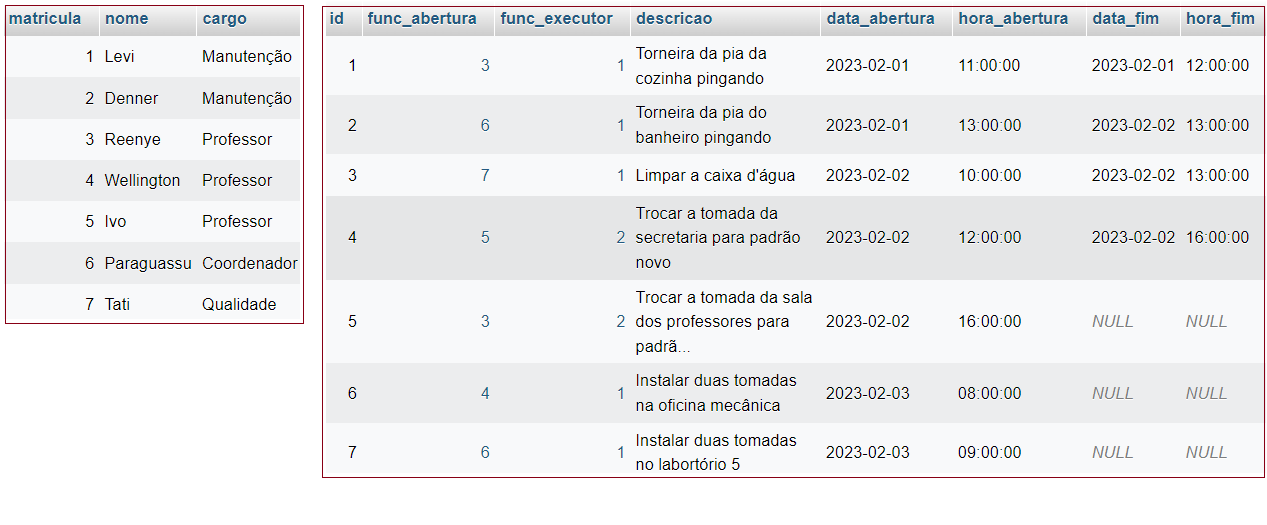 matricula nome cargo
1 Levi Manutenção
2 Denner Manutenção
3 Reenye Professor
4 Wellington Professor
5 Ivo Professor
6 Paraguassu Coordenador
7 Tati Qualidade
id func_abertura func_executor descricao data_abertura hora_abertura data_fim hora_fim
Torneira da pia da
1 3 1 2023-02-01 11:00:00 2023-02-01 12:00:00
cozinha pingando
Torneira da pia do
2 6 1 2023-02-01 13:00:00 2023-02-02 13:00:00
banheiro pingando
3 7 1 Limpar a caixa d'água 2023-02-02 10:00:00 2023-02-02 13:00:00
Trocar a tomada da
4 5 2 secretaria para padrão 2023-02-02 12:00:00 2023-02-02 16:00:00
novo
Trocar a tomada da sala
5 3 2 dos professores para 2023-02-02 16:00:00 NULL NULL
padrã...
Instalar duas tomadas
6 4 1 2023-02-03 08:00:00 NULL NULL
na oficina mecânica
Instalar duas tomadas
7 6 1 2023-02-03 09:00:00 NULL NULL
no labortório 5